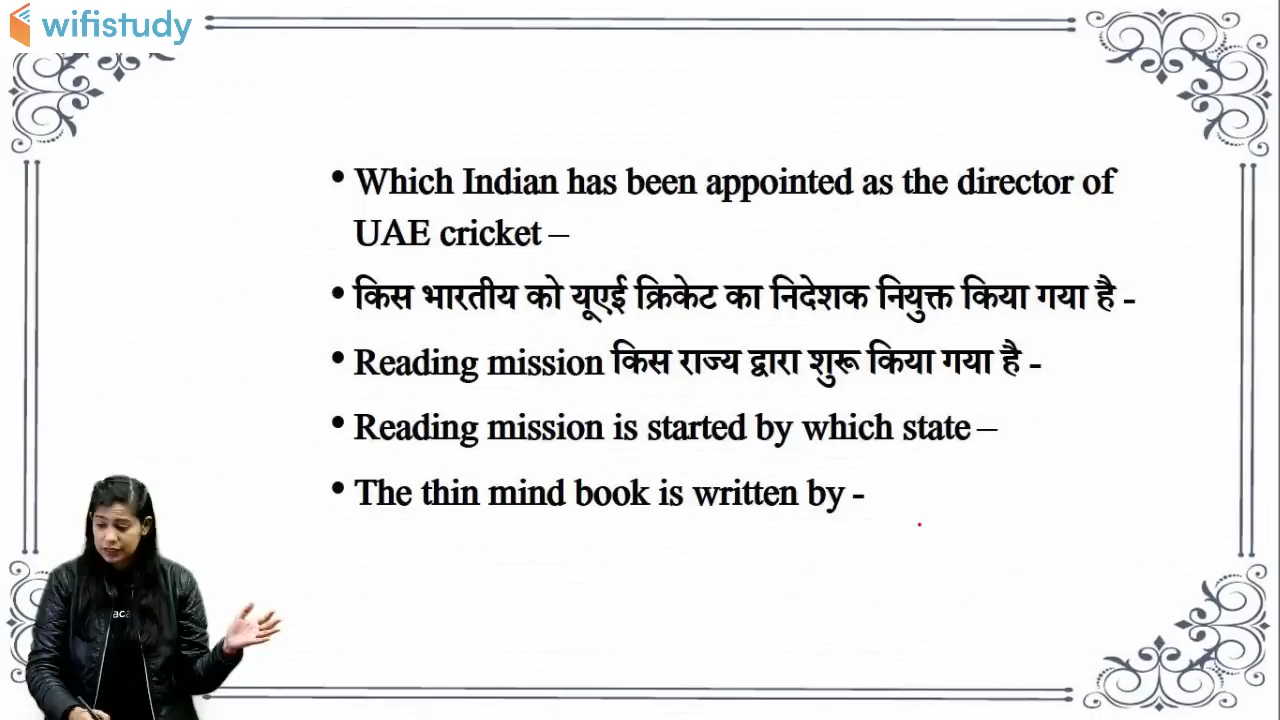 wifistudy
• Which Indian has been appointed as the director of
UAE cricket –
• किस भारतीय को यूएई क्रिकेट का निदेशक नियुक्त किया गया है -
• Reading mission किस राज्य द्वारा शुरू किया गया है -
• Reading mission is started by which state –
• The thin mind book is written by -
aca